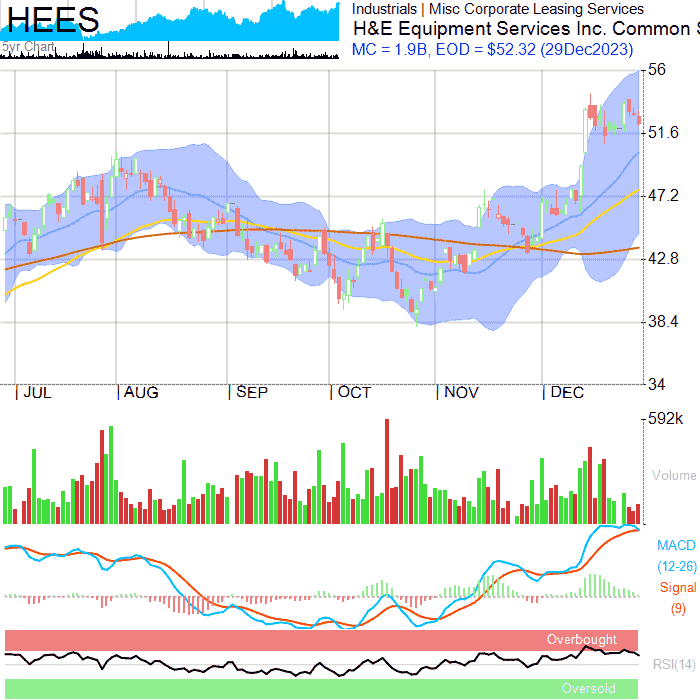 HEES
5yr Chart
Industrials | Misc Corporate Leasing Services
H&E Equipment Services Inc. Common S
MC = 1.9B, EOD = $52.32 (29Dec2023)
56
51.6
47.2
42.8
38.4
34
JUL AUG SEP OCT NOV DEC
592k
Volume
MACD
(12-26)
Signal
(9)
Overbought
RSI(14)
Oversold